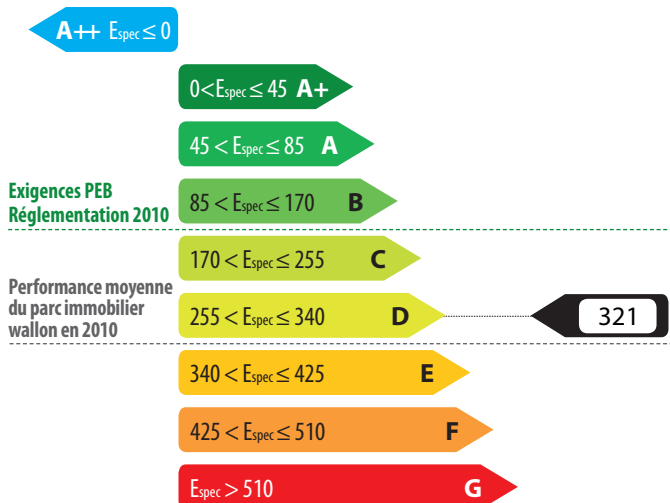 A++ Espec ≤ 0
0 < Espec ≤ 45 A+
45 < Espec ≤ 85 A
Exigences PEB
Réglementation 2010
85 < Espec ≤ 170 B
170 < Espec ≤ 255 C
Performance moyenne
du parc immobilier
wallon en 2010
255 < Espec ≤ 340 D
321
340 < Espec ≤ 425 E
425 < Espec ≤ 510 F
Espec > 510 G